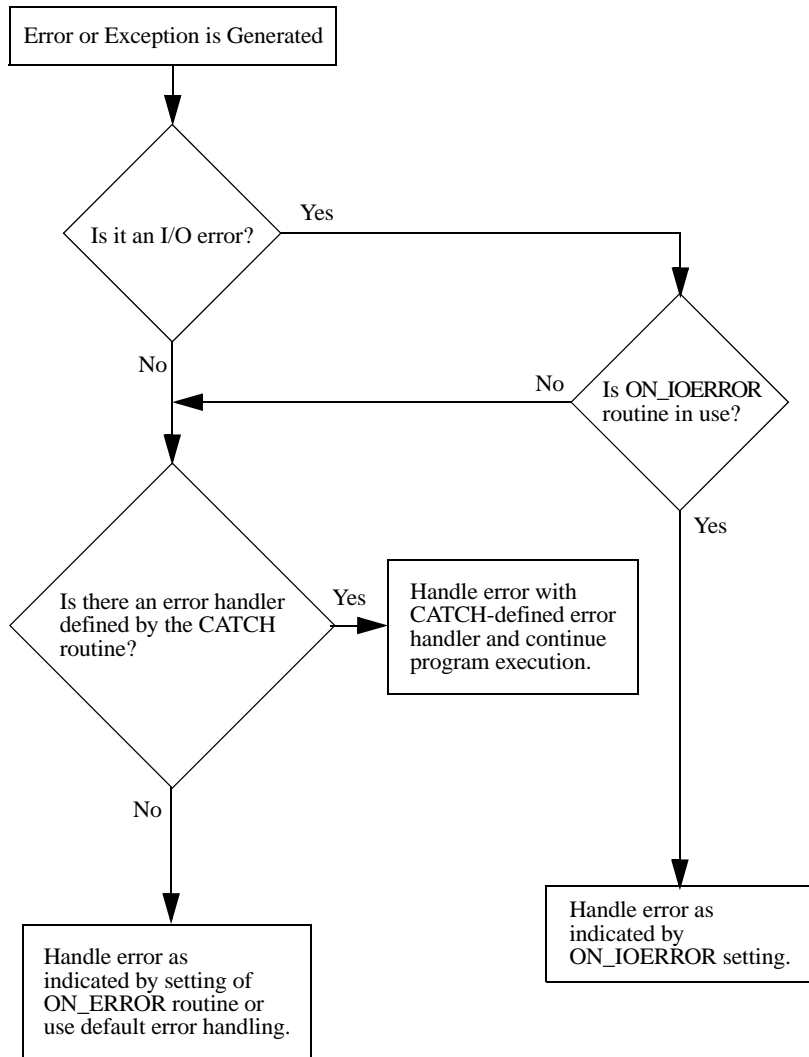 Error or Exception is Generated
Is it an I/O error?
Yes
No
No
Is ON_IOERROR
routine in use?
Yes
Is there an error handler
defined by the CATCH
routine?
Yes
Handle error with
CATCH-defined error
handler and continue
program execution.
No
Handle error as
indicated by
ON_IOERROR setting.
Handle error as
indicated by setting of
ON_ERROR routine or
use default error handling.